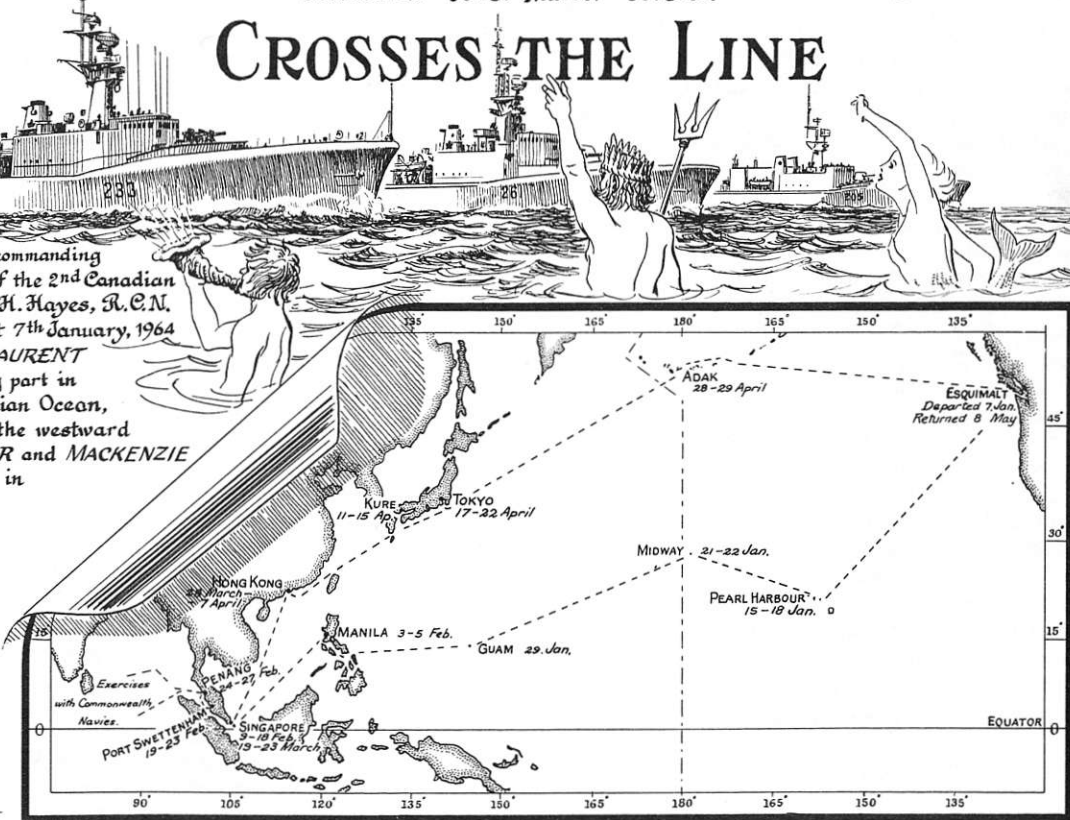 CROSSES THE LINE
233
26
205
commanding
f the 2nd Canadian
H. Hayes, R.C.N.
7th January, 1964
AURENT
part in
ian Ocean,
the westward
R and MACKENZIE
in
135° 150° 165° 180° 165° 150° 135°
ADAK
28-29 April
ESQUIMALT
Departed 7 Jan.
Returned 8 May
45°
KURE
11-15 Ap.
TOKYO
17-22 April
30°
MIDWAY 21-22 Jan.
HONG KONG
March-
7 April
PEARL HARBOUR
15-18 Jan.
15
MANILA 3-5 Feb.
15°
GUAM 29 Jan.
PENANG
24-27 Feb.
Exercises
with Commonwealth
Navies.
PORT SWETTENHAM
19-23 Feb.
SINGAPORE
9-18 Feb.
19-23 March
EQUATOR
0 0
90° 105° 120° 135° 150° 165° 180° 165° 150° 135°